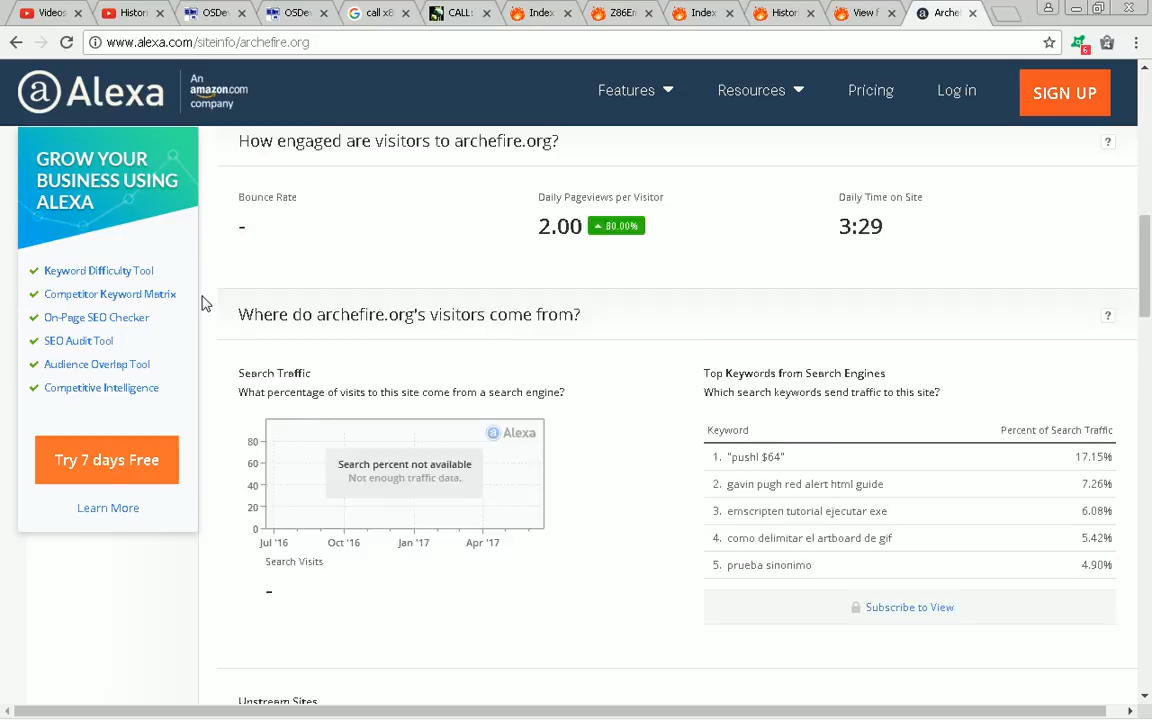 Videos
Histori
OSDev
OSDe
call x8
CALL:
Index
Z86En
Index
Histor
View f
Archef
www.alexa.com/siteinfo/archefire.org
6
a Alexa
An amazon.com company
Features
Resources
Pricing
Log in
SIGN UP
GROW YOUR
BUSINESS USING
ALEXA
Keyword Difficulty Tool
Competitor Keyword Matrix
On-Page SEO Checker
SEO Audit Tool
Audience Overlap Tool
Competitive Intelligence
Try 7 days Free
Learn More
How engaged are visitors to archefire.org?
?
Bounce Rate
-
Daily Pageviews per Visitor
2.00 80.00%
Daily Time on Site
3:29
Where do archefire.org's visitors come from?
?
Search Traffic
What percentage of visits to this site come from a search engine?
a Alexa
Search percent not available
Not enough traffic data.
80
60
40
20
0
Jul '16 Oct '16 Jan '17 Apr '17
Search Visits
-
Top Keywords from Search Engines
Which search keywords send traffic to this site?
Keyword Percent of Search Traffic
1. "pushl $64" 17.15%
2. gavin pugh red alert html guide 7.26%
3. emscripten tutorial ejecutar exe 6.08%
4. como delimitar el artboard de gif 5.42%
5. prueba sinonimo 4.90%
Subscribe to View
Upstream Sites